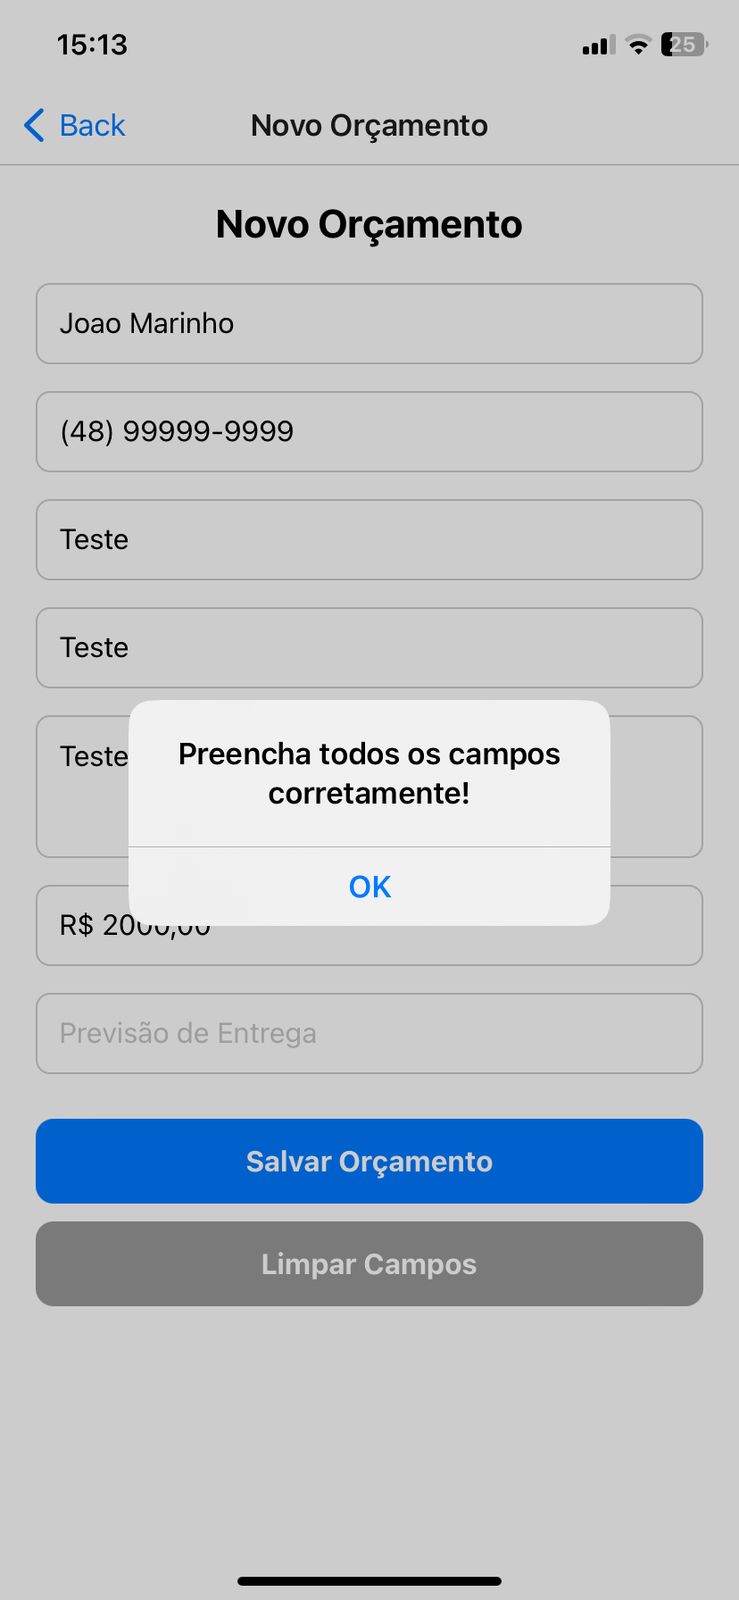 15:13
25
Back
Novo Orçamento
Novo Orçamento
Joao Marinho
(48) 99999-9999
Teste
Teste
Teste
Preencha todos os campos
corretamente!
OK
R$ 2000,00
Previsão de Entrega
Salvar Orçamento
Limpar Campos